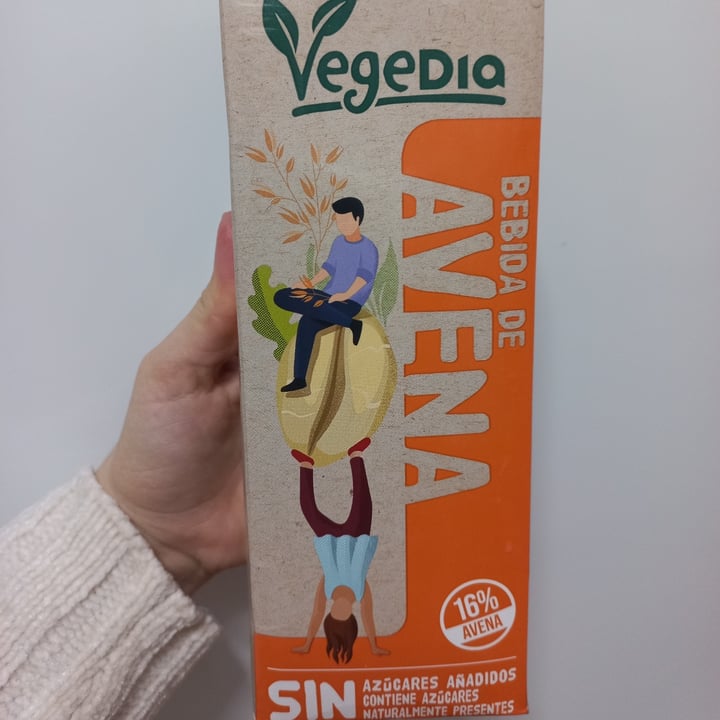 VegeDia
BEBIDA DE
AVENA
16%
AVENA
SIN AZÚCARES AÑADIDOS
CONTIENE AZÚCARES
NATURALMENTE PRESENTES